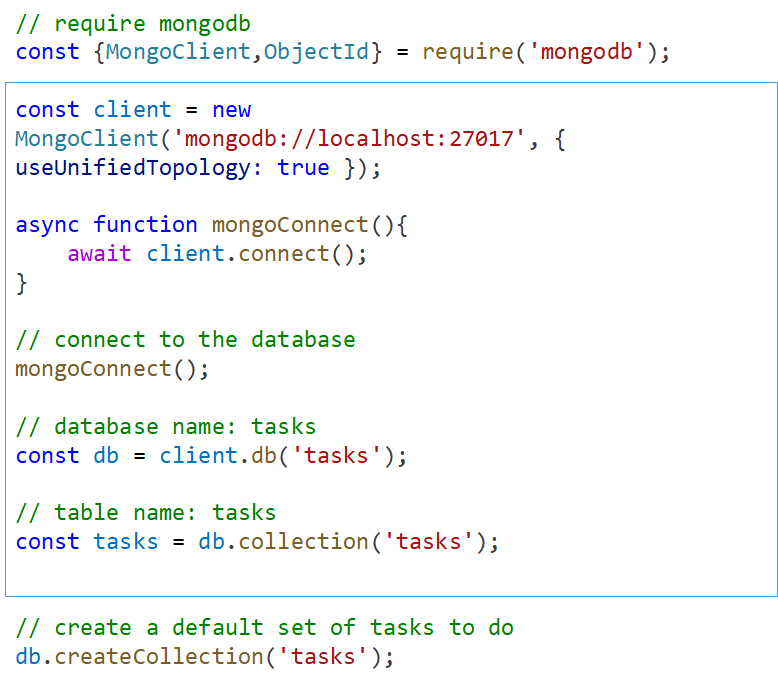 // require mongodb
const {MongoClient,ObjectId} = require('mongodb');
const client = new
MongoClient('mongodb://localhost:27017', {
useUnifiedTopology: true });
async function mongoConnect(){
    await client.connect();
}
// connect to the database
mongoConnect();
// database name: tasks
const db = client.db('tasks');
// table name: tasks
const tasks = db.collection('tasks');
// create a default set of tasks to do
db.createCollection('tasks');